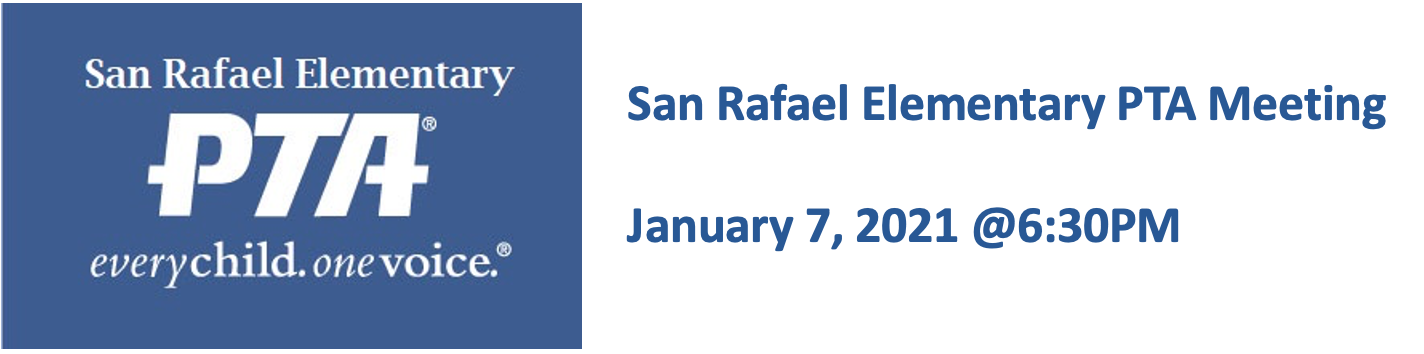 San Rafael Elementary
PTA®
everychild.onevoice.®
San Rafael Elementary PTA Meeting
January 7, 2021 @6:30PM